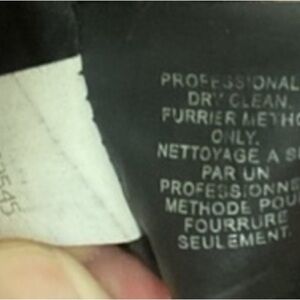 PROFESSIONAL
DRY CLEAN.
FURRIER METHO
ONLY.
NETTOYAGE A S
PAR UN
PROFESSIONNE
METHODE POU
FOURRURE
SEULEMENT.